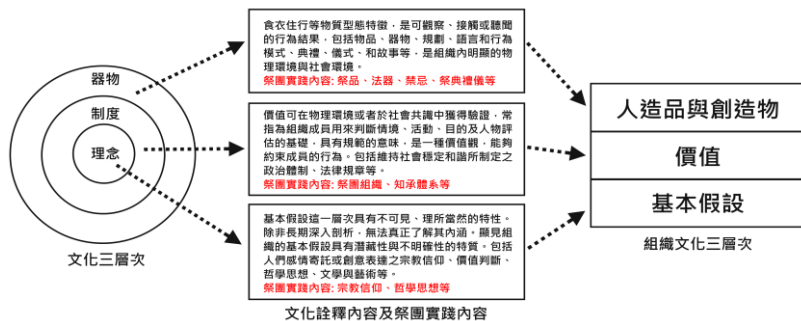 器物
制度
理念
文化三層次
食衣住行等物質型態特徵，是可觀察、接觸或聽聞
的行為結果，包括物品、器物、規劃、語言和行為
模式、典禮、儀式、和故事等，是組織內明顯的物
理環境與社會環境。
祭團實踐內容: 祭品、法器、禁忌、祭典禮儀等
價值可在物理環境或者於社會共識中獲得驗證，常
指為組織成員用來判斷情境、活動、目的及人物評
估的基礎，具有規範的意味，是一種價值觀，能夠
約束成員的行為。包括維持社會穩定和諧所制定之
政治體制、法律規章等。
祭團實踐內容: 祭團組織、知承體系等
基本假設這一層次具有不可見、理所當然的特性。
除非長期深入剖析，無法真正了解其內涵，顯見組
織的基本假設具有潛藏性與不明確性的特質。包括
人們感情寄託或創意表達之宗教信仰、價值判斷、
哲學思想、文學與藝術等。
祭團實踐內容: 宗教信仰、哲學思想等
文化詮釋內容及祭團實踐內容
人造品與創造物
價值
基本假設
組織文化三層次